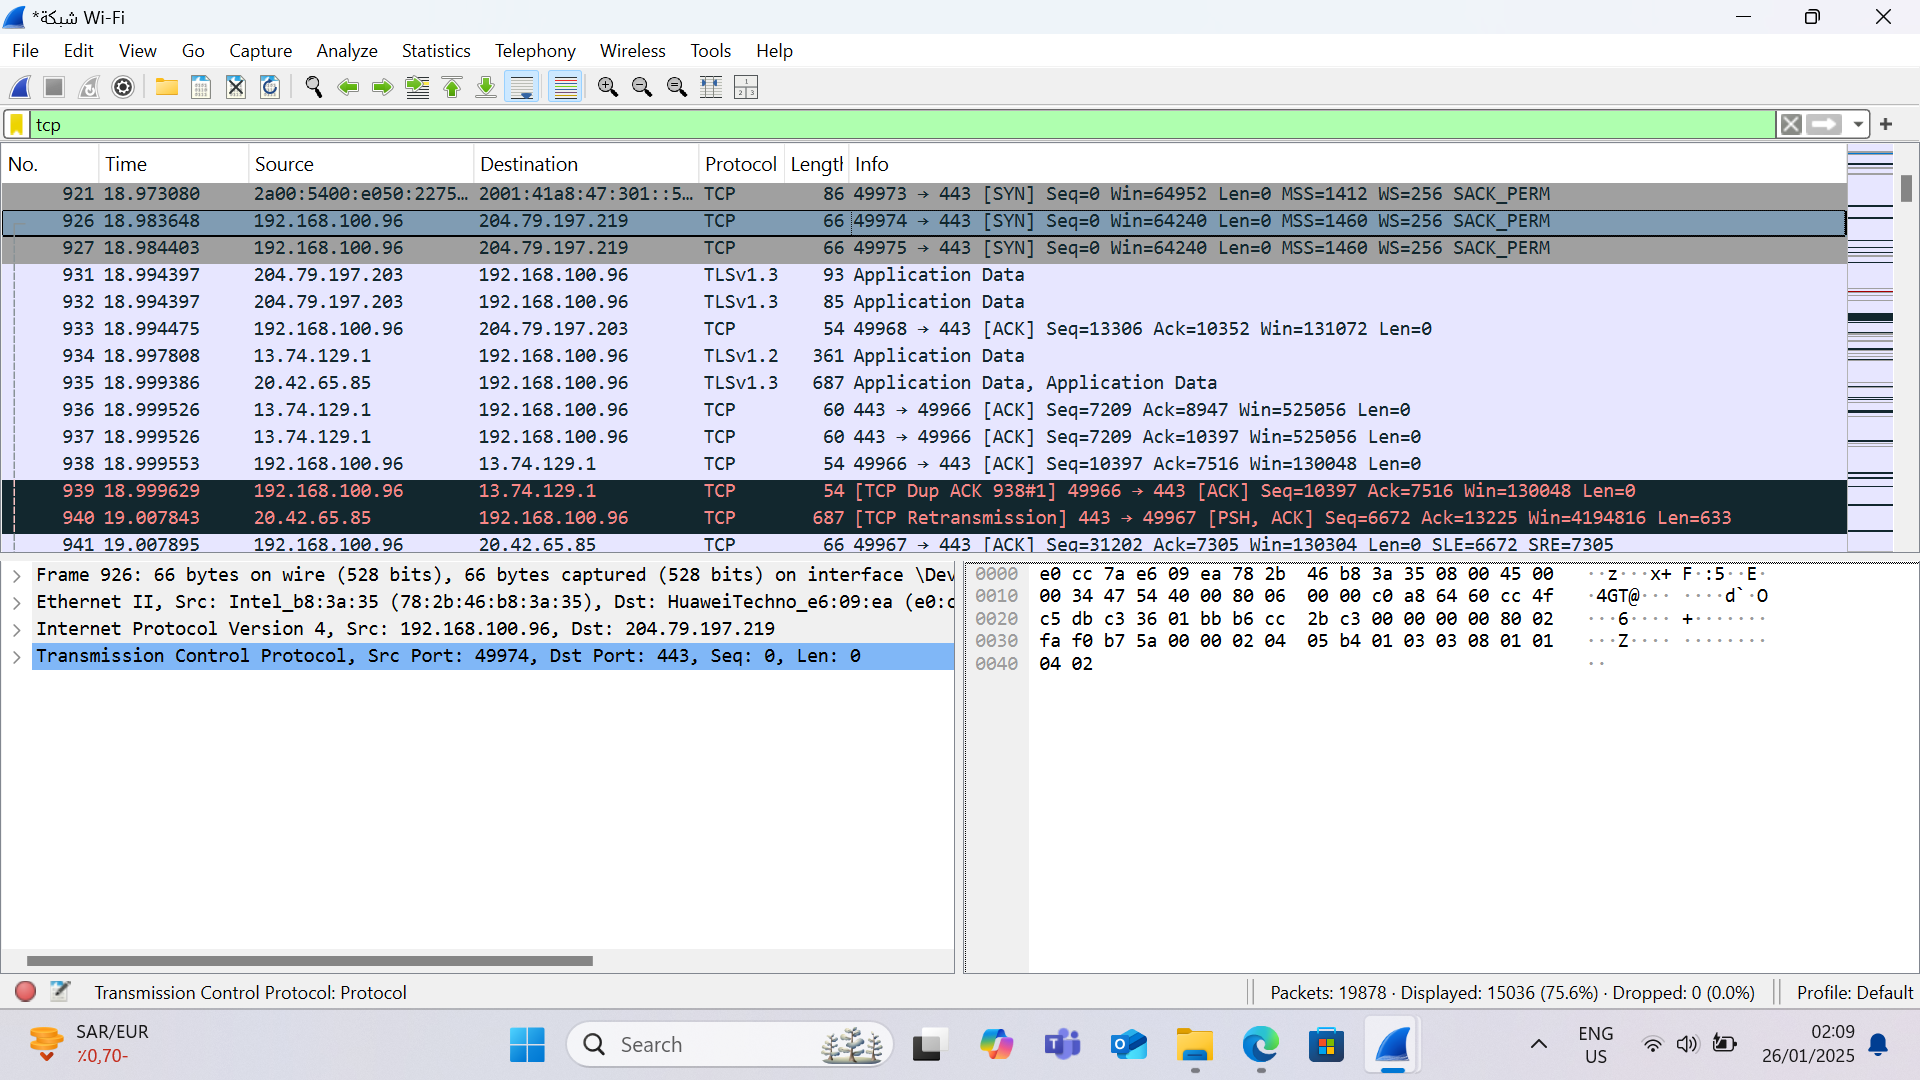 *شبكة Wi-Fi
File Edit View Go Capture Analyze Statistics Telephony Wireless Tools Help
tcp
No. Time Source Destination Protocol Length Info
921 18.973080 2a00:5400:e050:2275… 2001:41a8:47:301::5… TCP 86 49973 → 443 [SYN] Seq=0 Win=64952 Len=0 MSS=1412 WS=256 SACK_PERM
926 18.983648 192.168.100.96 204.79.197.219 TCP 66 49974 → 443 [SYN] Seq=0 Win=64240 Len=0 MSS=1460 WS=256 SACK_PERM
927 18.984403 192.168.100.96 204.79.197.219 TCP 66 49975 → 443 [SYN] Seq=0 Win=64240 Len=0 MSS=1460 WS=256 SACK_PERM
931 18.994397 204.79.197.203 192.168.100.96 TLSv1.3 93 Application Data
932 18.994397 204.79.197.203 192.168.100.96 TLSv1.3 85 Application Data
933 18.994475 192.168.100.96 204.79.197.203 TCP 54 49968 → 443 [ACK] Seq=13306 Ack=10352 Win=131072 Len=0
934 18.997808 13.74.129.1 192.168.100.96 TLSv1.2 361 Application Data
935 18.999386 20.42.65.85 192.168.100.96 TLSv1.3 687 Application Data, Application Data
936 18.999526 13.74.129.1 192.168.100.96 TCP 60 443 → 49966 [ACK] Seq=7209 Ack=8947 Win=525056 Len=0
937 18.999526 13.74.129.1 192.168.100.96 TCP 60 443 → 49966 [ACK] Seq=7209 Ack=10397 Win=525056 Len=0
938 18.999553 192.168.100.96 13.74.129.1 TCP 54 49966 → 443 [ACK] Seq=10397 Ack=7516 Win=130048 Len=0
939 18.999629 192.168.100.96 13.74.129.1 TCP 54 [TCP Dup ACK 938#1] 49966 → 443 [ACK] Seq=10397 Ack=7516 Win=130048 Len=0
940 19.007843 20.42.65.85 192.168.100.96 TCP 687 [TCP Retransmission] 443 → 49967 [PSH, ACK] Seq=6672 Ack=13225 Win=4194816 Len=633
941 19.007895 192.168.100.96 20.42.65.85 TCP 66 49967 → 443 [ACK] Seq=31202 Ack=7305 Win=130304 Len=0 SLE=6672 SRE=7305
Frame 926: 66 bytes on wire (528 bits), 66 bytes captured (528 bits) on interface \Dev
Ethernet II, Src: Intel_b8:3a:35 (78:2b:46:b8:3a:35), Dst: HuaweiTechno_e6:09:ea (e0:c
Internet Protocol Version 4, Src: 192.168.100.96, Dst: 204.79.197.219
Transmission Control Protocol, Src Port: 49974, Dst Port: 443, Seq: 0, Len: 0
0000 e0 cc 7a e6 09 ea 78 2b 46 b8 3a 35 08 00 45 00 ··z···x+ F·:5··E·
0010 00 34 47 54 40 00 80 06 00 00 c0 a8 64 60 cc 4f ·4GT@··· ····d`·O
0020 c5 db c3 36 01 bb b6 cc 2b c3 00 00 00 00 80 02 ···6···· +·······
0030 fa f0 b7 5a 00 00 02 04 05 b4 01 03 03 08 01 01 ···Z···· ········
0040 04 02 ··
Transmission Control Protocol: Protocol
Packets: 19878 · Displayed: 15036 (75.6%) · Dropped: 0 (0.0%)
Profile: Default
SAR/EUR
٪0,70-
Search
ENG
US
02:09
26/01/2025